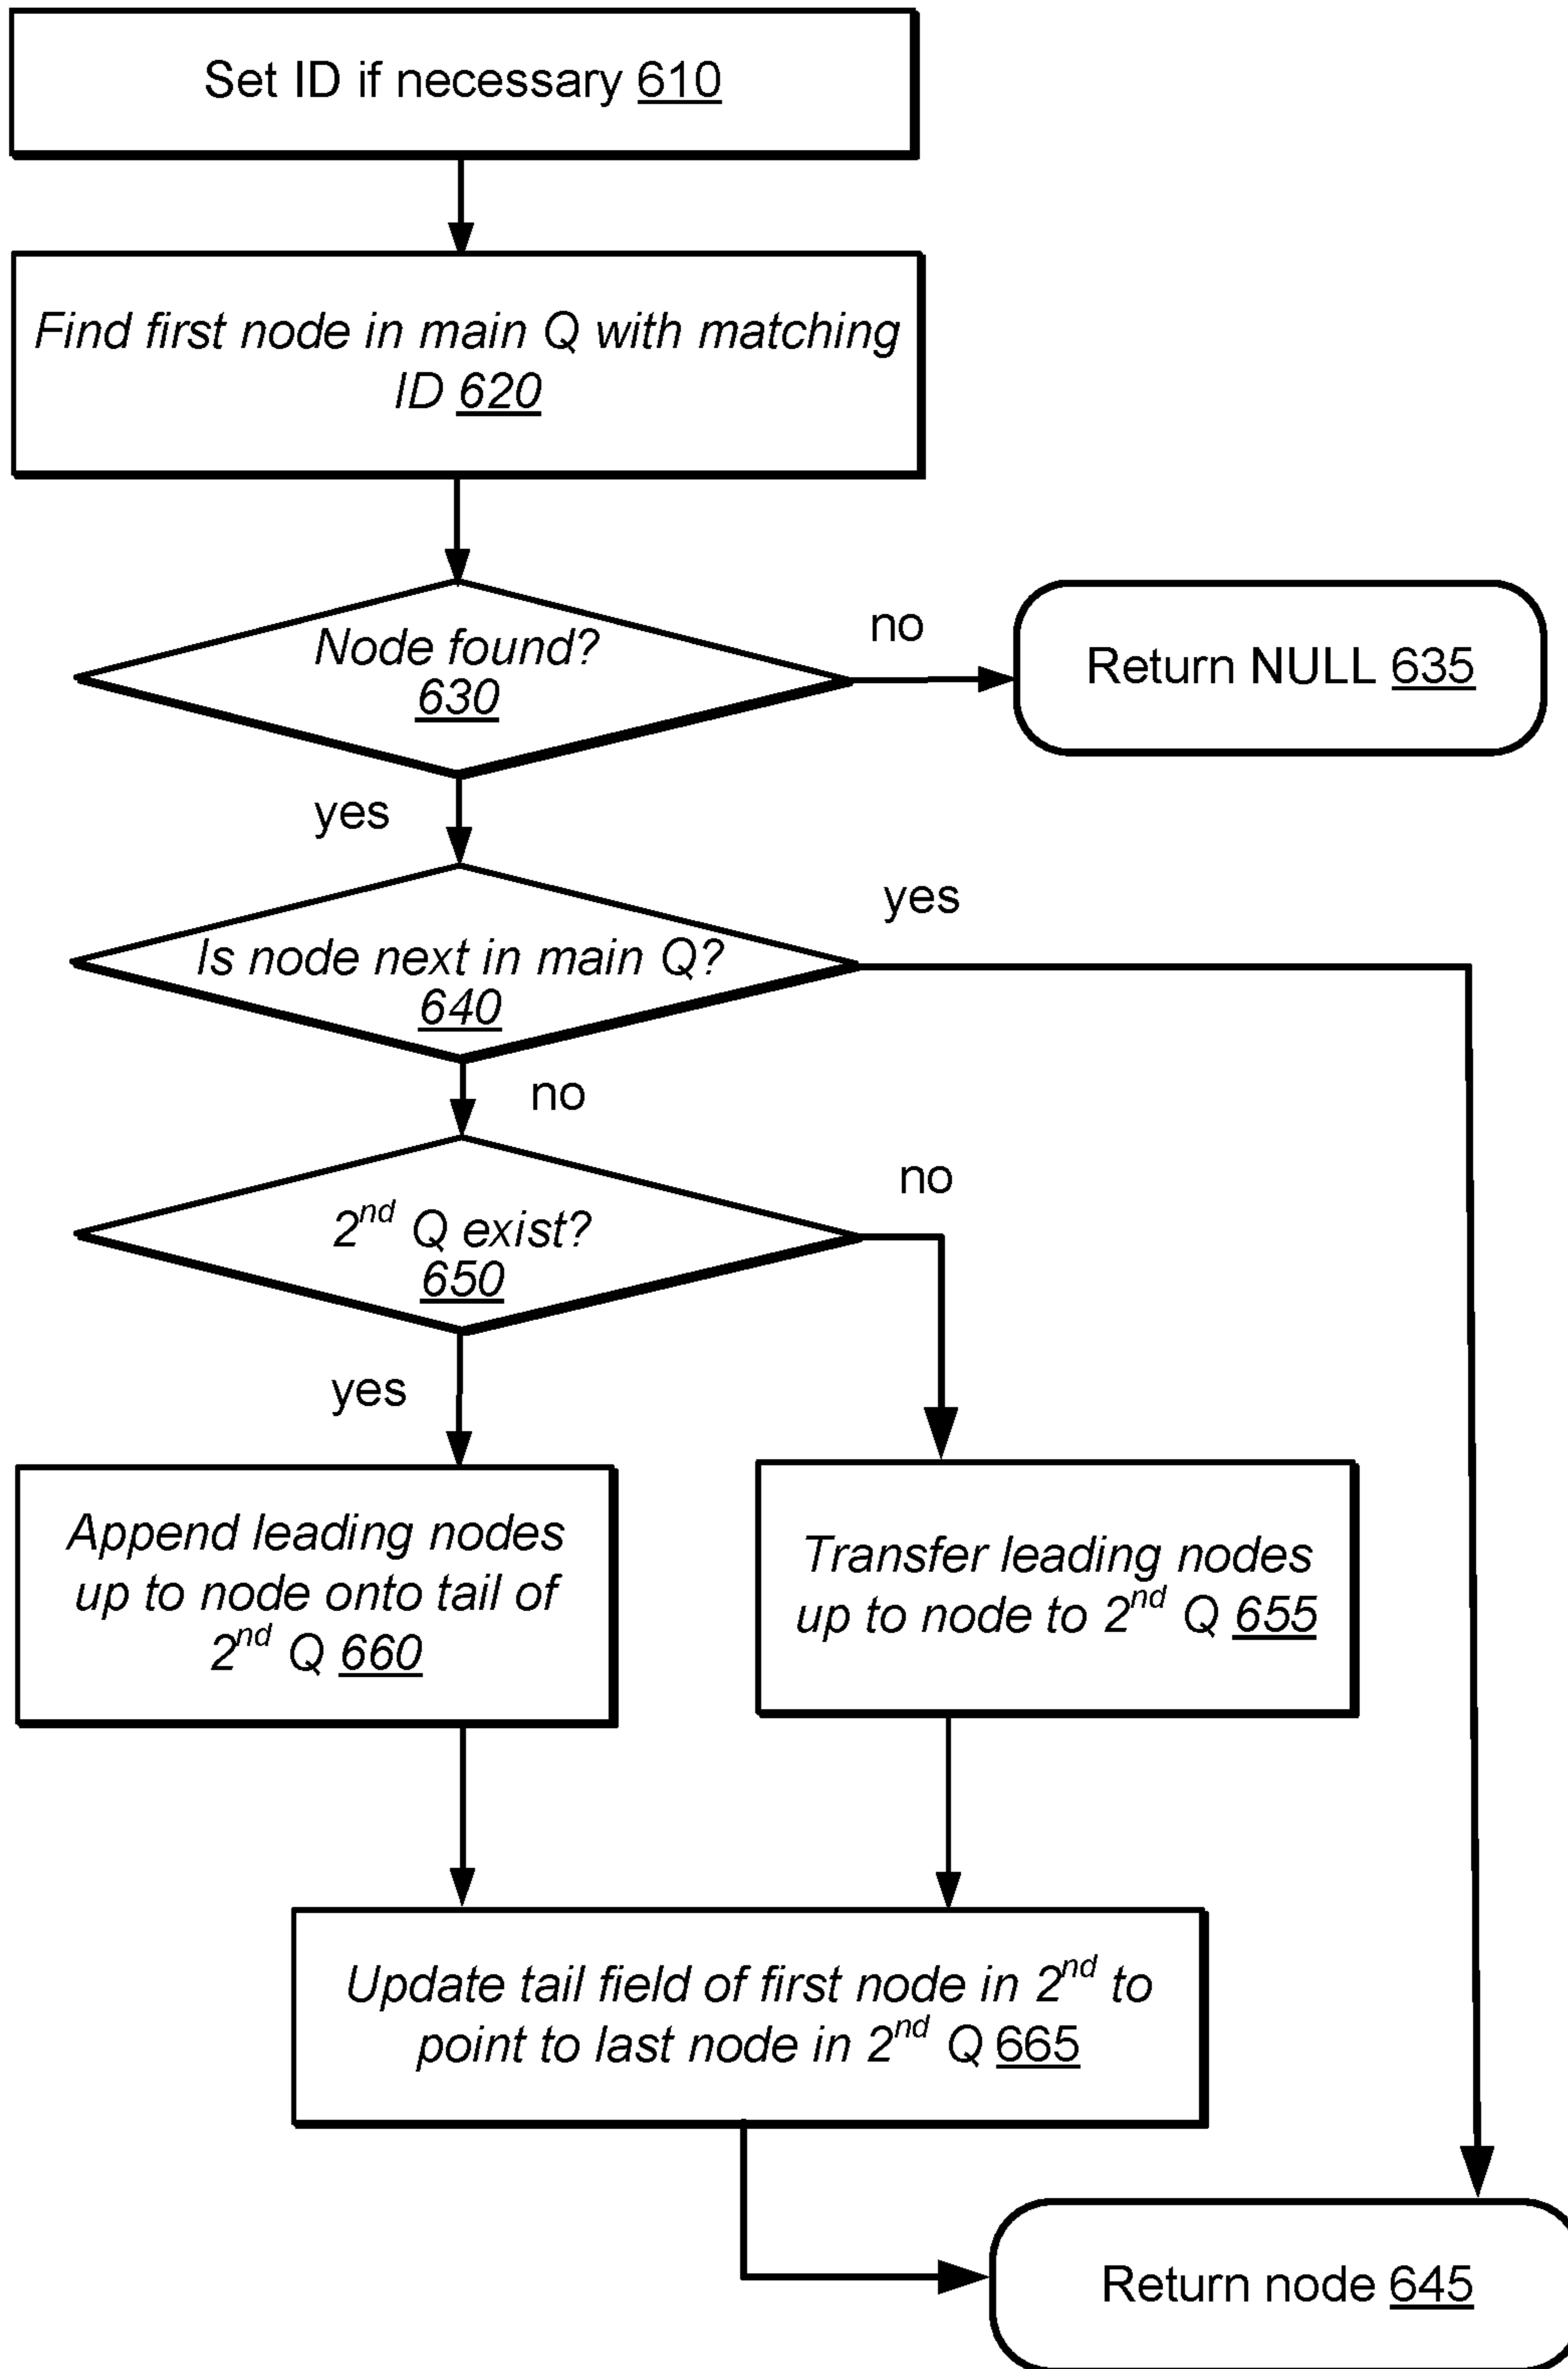 Set ID if necessary 610
Find first node in main Q with matching
ID 620
Node found?
630
no
Return NULL 635
yes
Is node next in main Q?
640
yes
no
2nd Q exist?
650
no
yes
Append leading nodes
up to node onto tail of
2nd Q 660
Transfer leading nodes
up to node to 2nd Q 655
Update tail field of first node in 2nd to
point to last node in 2nd Q 665
Return node 645